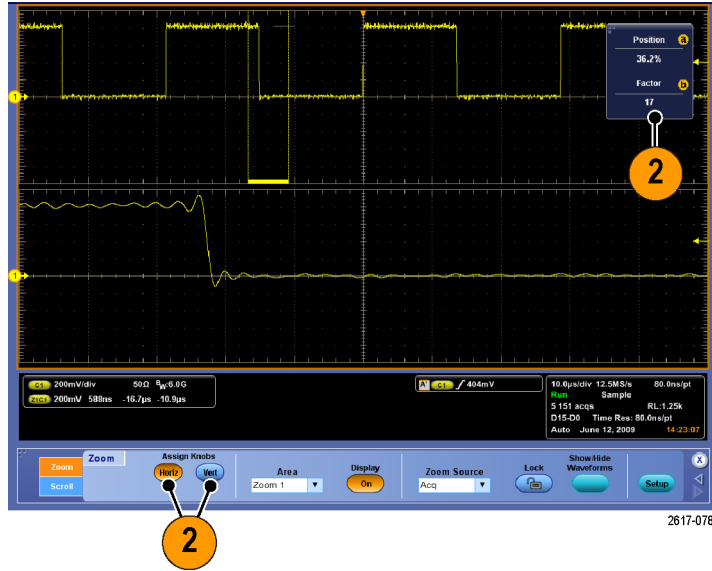 Position a
36.2%
Factor b
17
2
1
1
C1 200mV/div 50Ω BW:6.0G
Z1C1 200mV 588ns -16.7µs -10.9µs
A' C1 404mV
10.0µs/div 12.5MS/s 80.0ns/pt
Run Sample
5 151 acqs RL:1.25k
D15-D0 Time Res: 80.0ns/pt
Auto June 12, 2009 14:23:07
Zoom
Scroll
Zoom
Assign Knobs
Horiz Vert
Area
Zoom 1
Display
On
Zoom Source
Acq
Lock
Show/Hide
Waveforms
Setup
X
2
2617-078